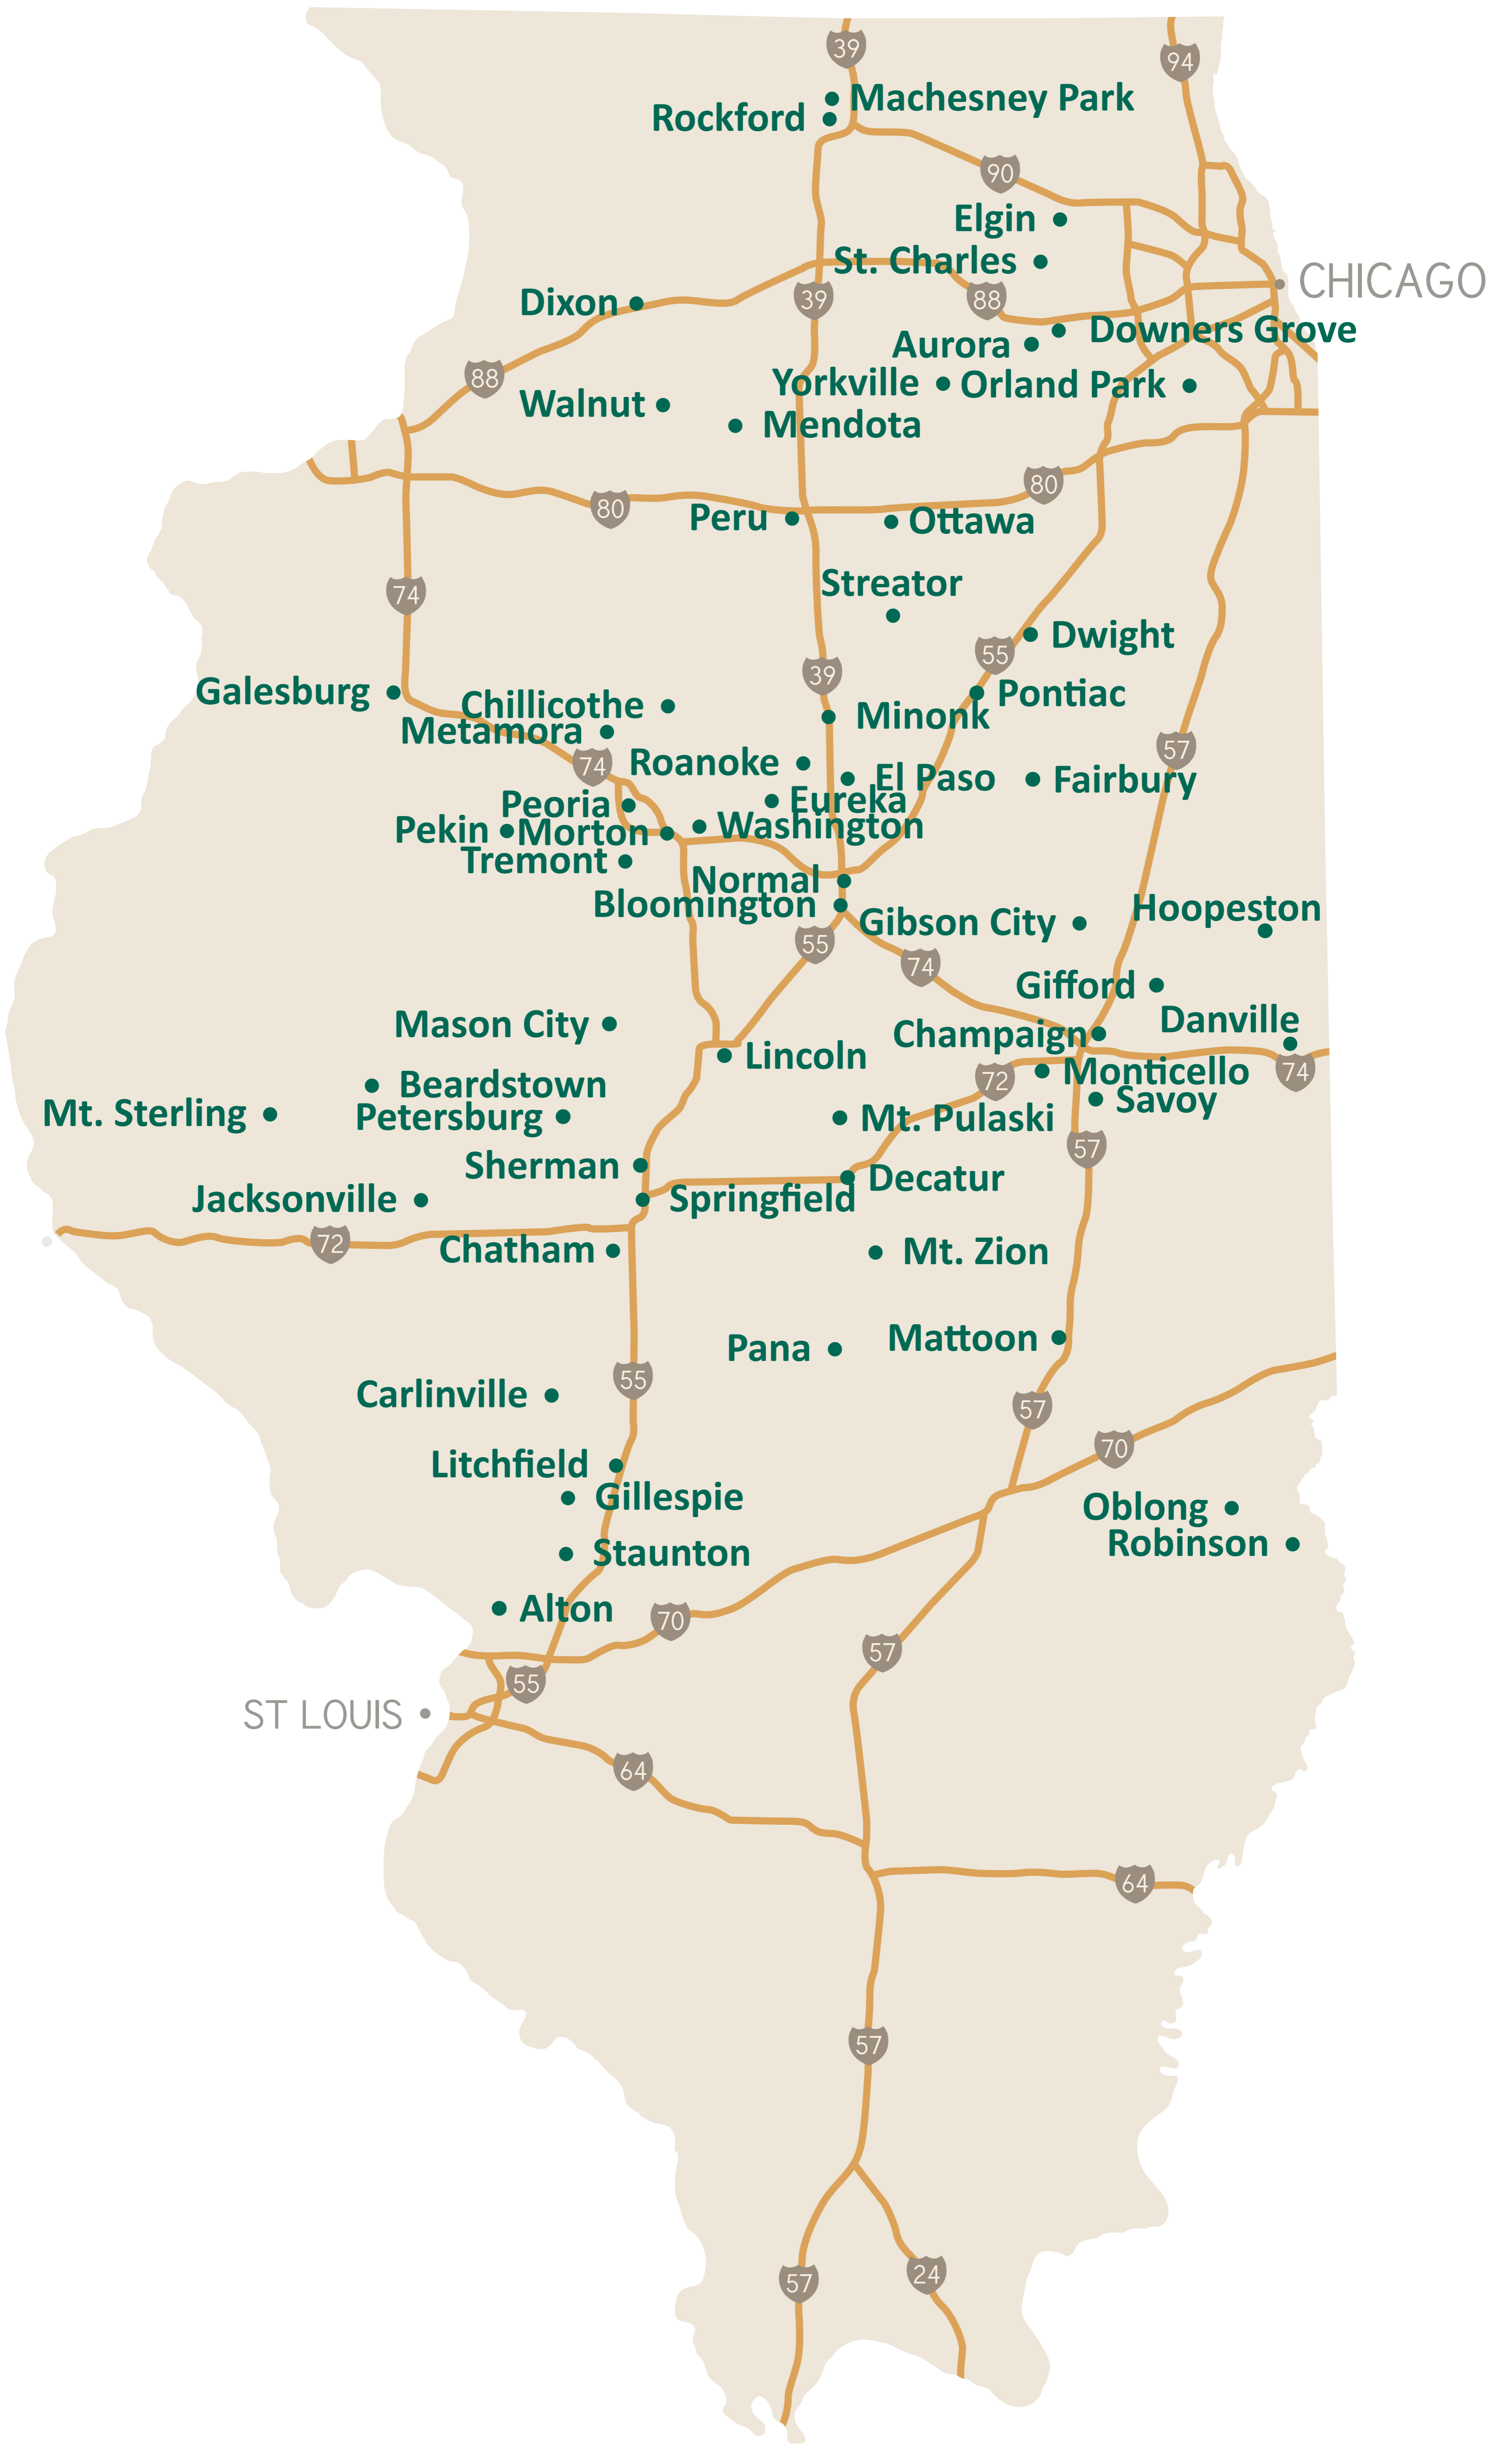 39
94
Machesney Park
Rockford
90
Elgin
St. Charles
CHICAGO
Dixon
39
88
Downers Grove
Aurora
88
Yorkville
Orland Park
Walnut
Mendota
80
80
Peru
Ottawa
74
Streator
Dwight
55
39
Galesburg
Pontiac
Chillicothe
Minonk
Metamora
57
74
Roanoke
El Paso
Fairbury
Eureka
Peoria
Washington
Pekin
Morton
Tremont
Normal
Bloomington
Hoopeston
Gibson City
55
74
Gifford
Danville
Mason City
Champaign
Lincoln
Monticello
74
72
Beardstown
Savoy
Mt. Sterling
Petersburg
Mt. Pulaski
57
Sherman
Decatur
Jacksonville
Springfield
72
Chatham
Mt. Zion
Mattoon
Pana
55
Carlinville
57
70
Litchfield
Gillespie
Oblong
Robinson
Staunton
Alton
70
57
55
ST LOUIS
64
64
57
24
57